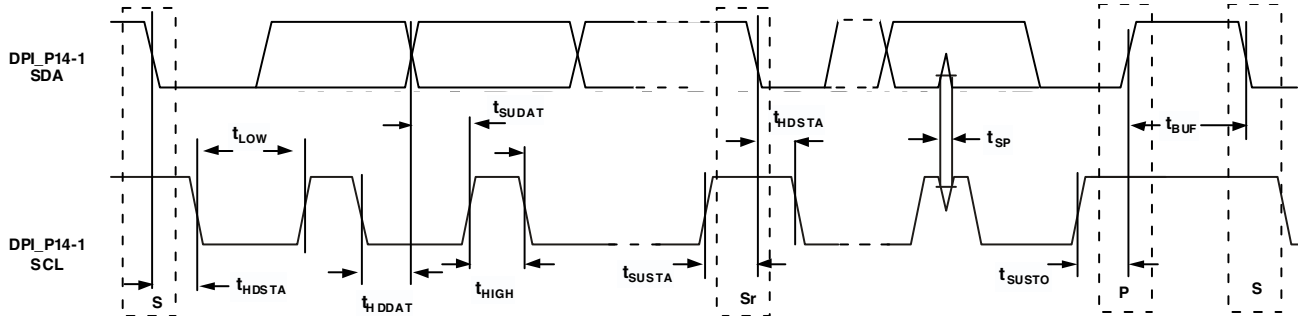 DPI_P14-1
SDA
tSUDAT
tLOW
tHDSTA
tSP
tBUF
DPI_P14-1
SCL
tHDSTA
tHDDAT
tHIGH
tSUSTA
tSUSTO
S
Sr
P
S